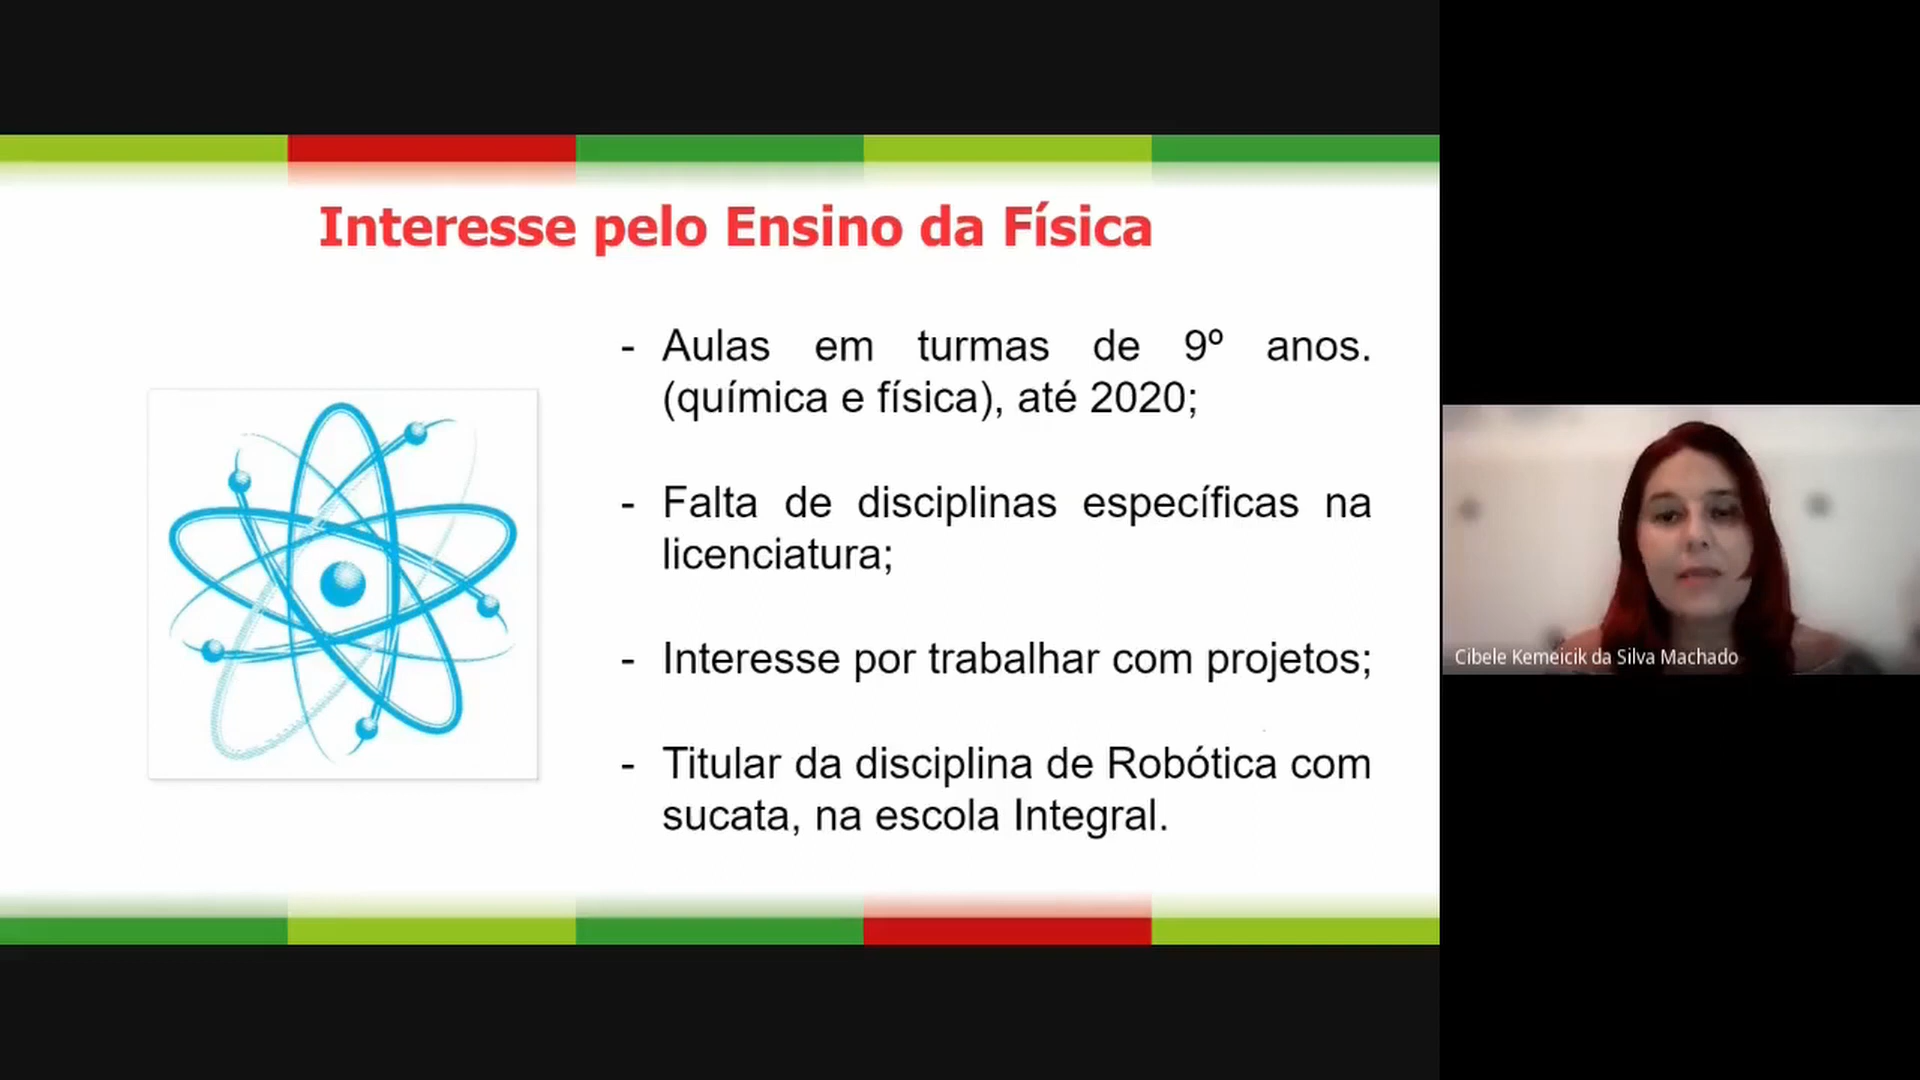 Interesse pelo Ensino da Física
- Aulas em turmas de 9º anos.
(química e física), até 2020;
- Falta de disciplinas específicas na
licenciatura;
- Interesse por trabalhar com projetos;
- Titular da disciplina de Robótica com
sucata, na escola Integral.
Cibele Kemeicik da Silva Machado